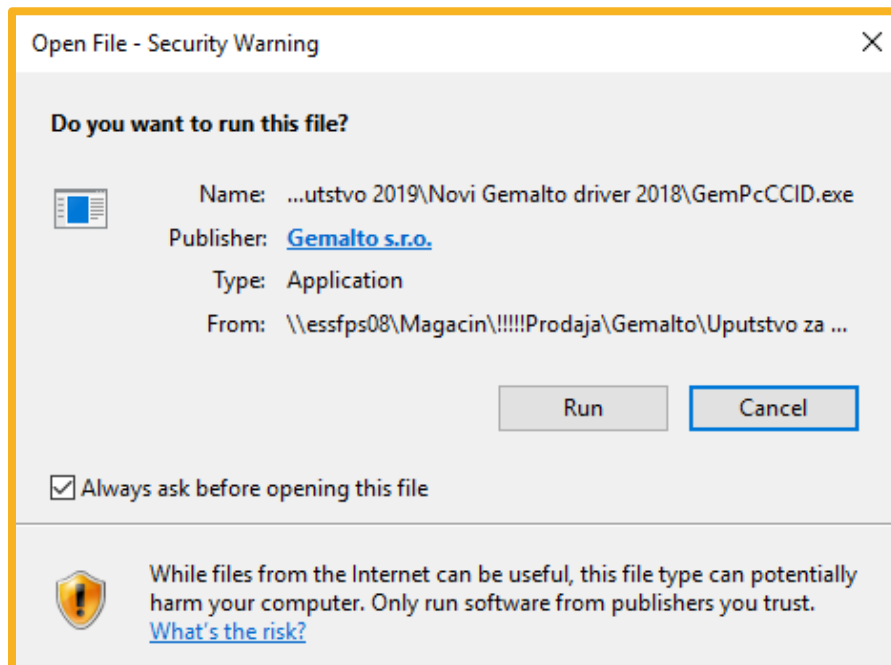 Open File - Security Warning
Do you want to run this file?
Name: ...utstvo 2019\Novi Gemalto driver 2018\GemPcCCID.exe
Publisher: Gemalto s.r.o.
Type: Application
From: \\essfps08\Magacin\!!!!!Prodaja\Gemalto\Uputstvo za ...
Run Cancel
Always ask before opening this file
While files from the Internet can be useful, this file type can potentially
harm your computer. Only run software from publishers you trust.
What's the risk?